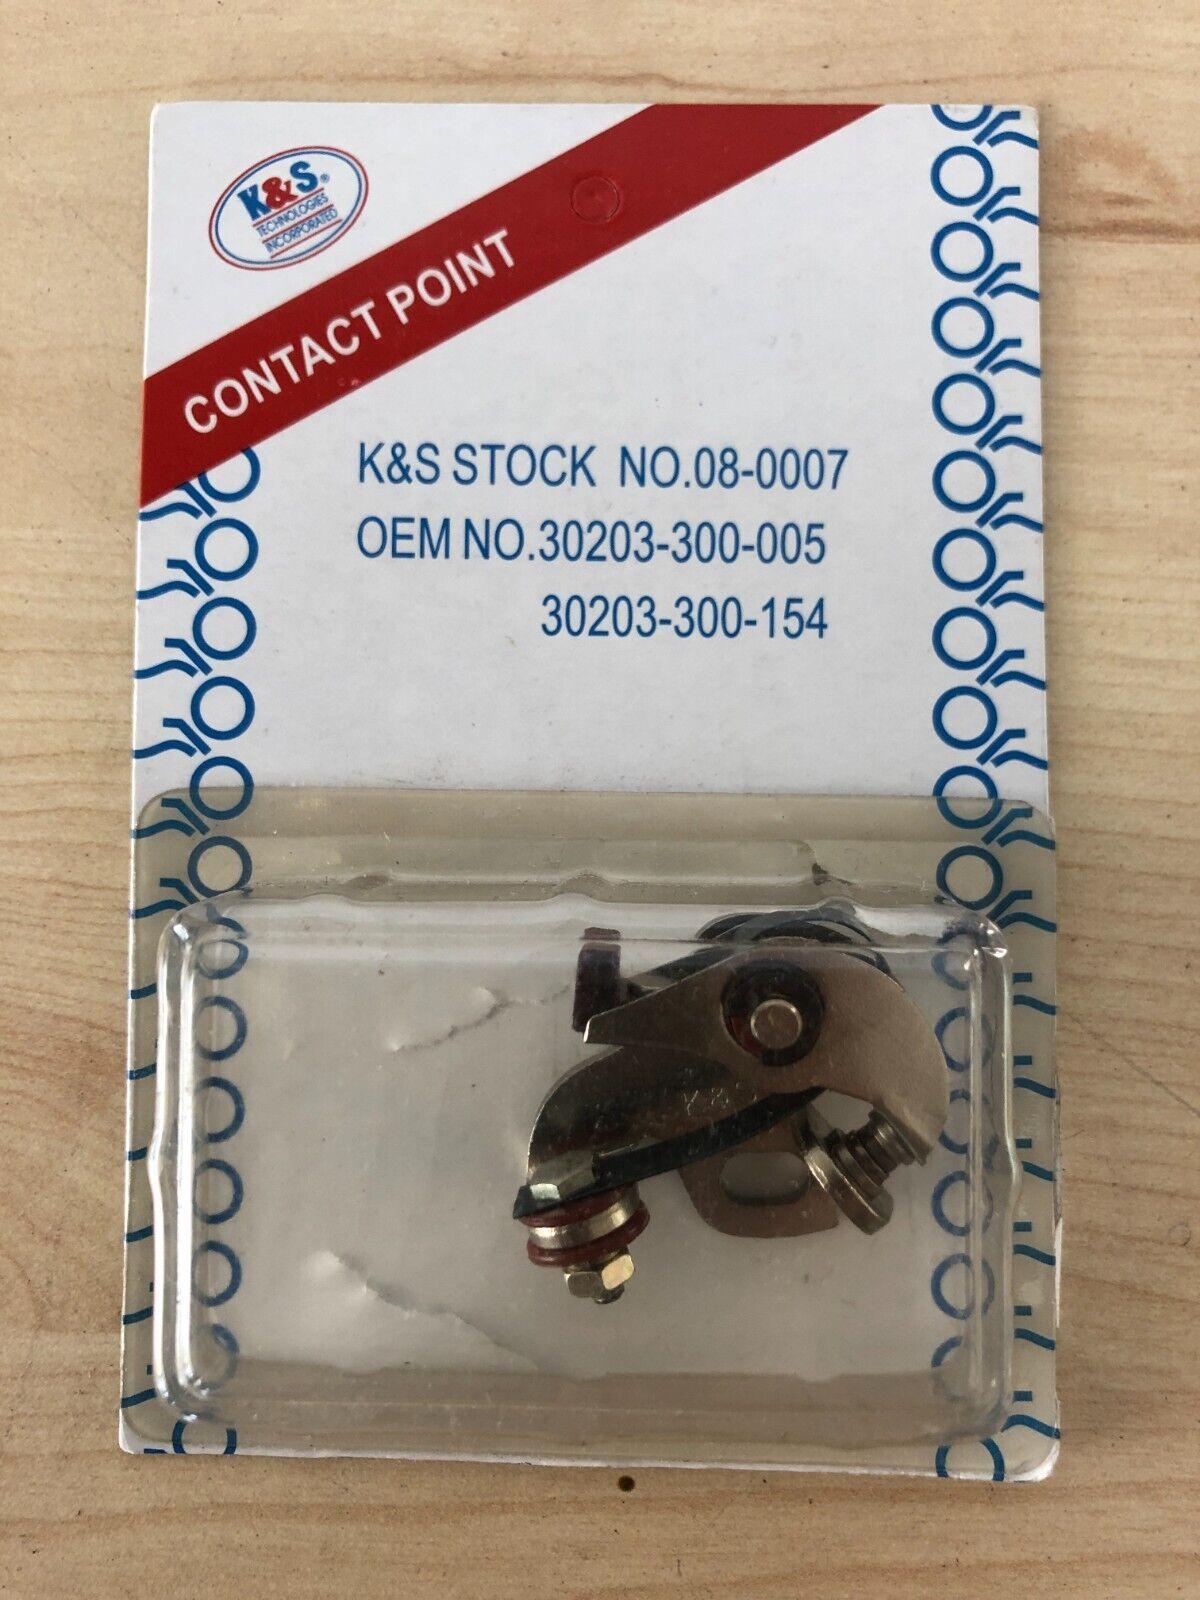 K&S®
TECHNOLOGIES
INCORPORATED
CONTACT POINT
K&S STOCK NO.08-0007
OEM NO.30203-300-005
30203-300-154
K & S